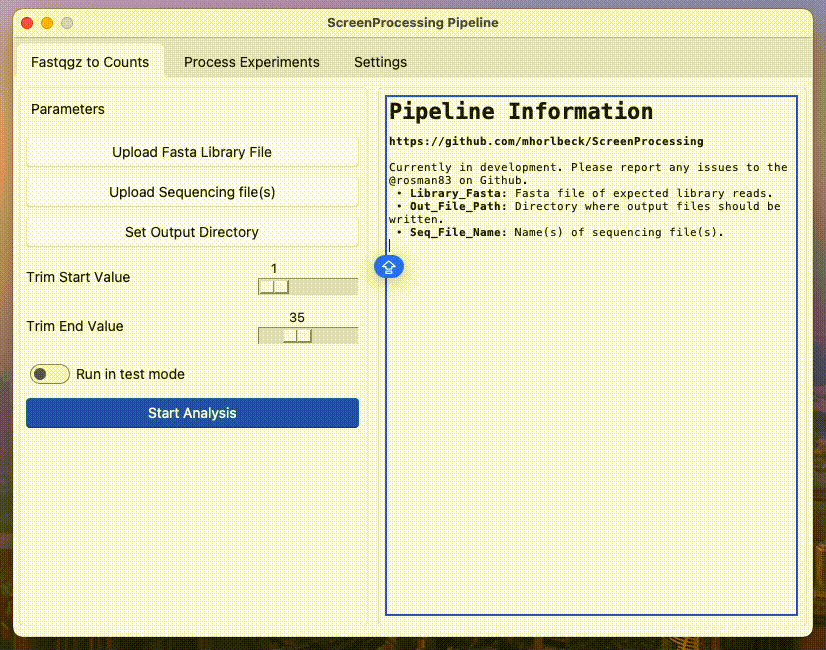 ScreenProcessing Pipeline
Fastqgz to Counts
Process Experiments
Settings
Parameters
Upload Fasta Library File
Upload Sequencing file(s)
Set Output Directory
Trim Start Value
1
Trim End Value
35
Run in test mode
Start Analysis
Pipeline Information
https://github.com/mhorlbeck/ScreenProcessing
Currently in development. Please report any issues to the
@rosman83 on Github.
• Library_Fasta: Fasta file of expected library reads.
• Out_File_Path: Directory where output files should be
written.
• Seq_File_Name: Name(s) of sequencing file(s).